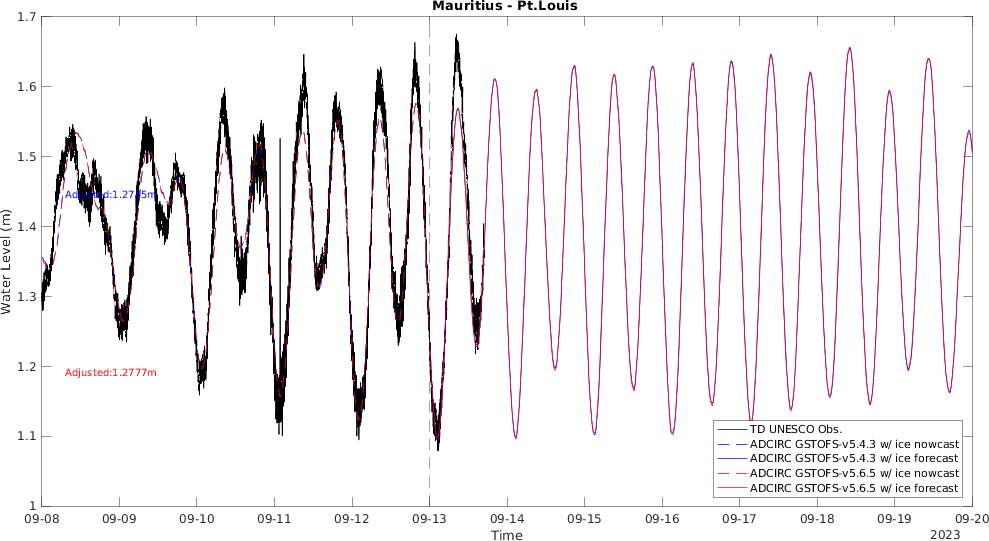 Mauritius - Pt.Louis
1.7
1.6
1.5
1.4
1.3
1.2
1.1
1
Water Level (m)
Adjusted:1.2745m
Adjusted:1.2777m
TD UNESCO Obs.
ADCIRC GSTOFS-v5.4.3 w/ ice nowcast
ADCIRC GSTOFS-v5.4.3 w/ ice forecast
ADCIRC GSTOFS-v5.6.5 w/ ice nowcast
ADCIRC GSTOFS-v5.6.5 w/ ice forecast
09-08 09-09 09-10 09-11 09-12 09-13 09-14 09-15 09-16 09-17 09-18 09-19 09-20
Time
2023